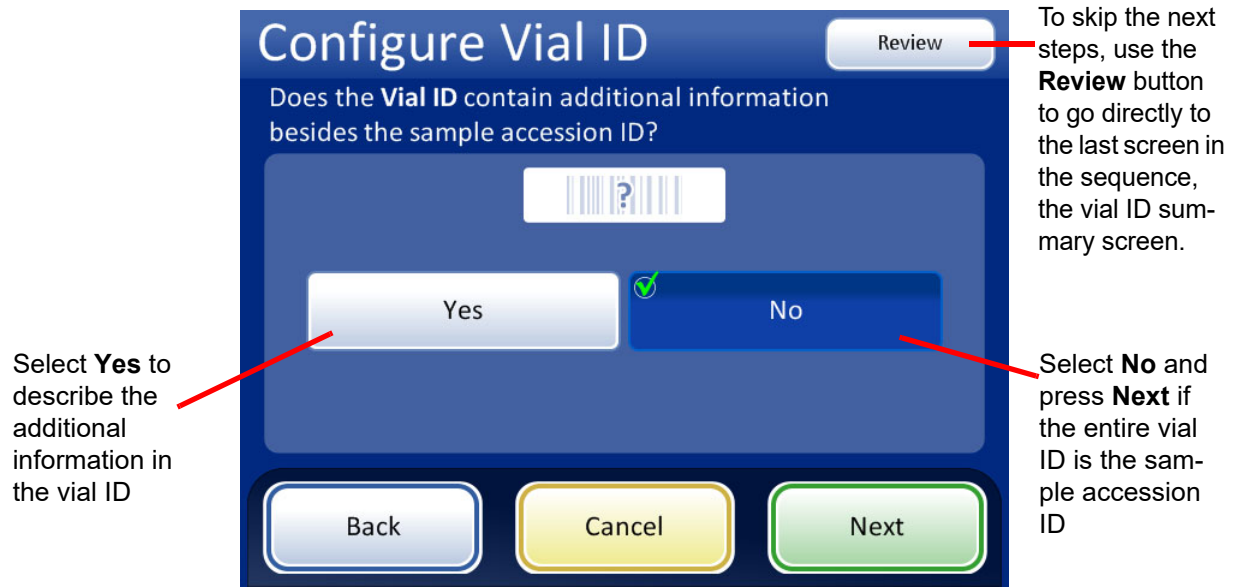 Configure Vial ID
Review
Does the Vial ID contain additional information
besides the sample accession ID?
?
Yes
No
Back
Cancel
Next
To skip the next
steps, use the
Review button
to go directly to
the last screen in
the sequence,
the vial ID sum-
mary screen.
Select Yes to
describe the
additional
information in
the vial ID
Select No and
press Next if
the entire vial
ID is the sam-
ple accession
ID